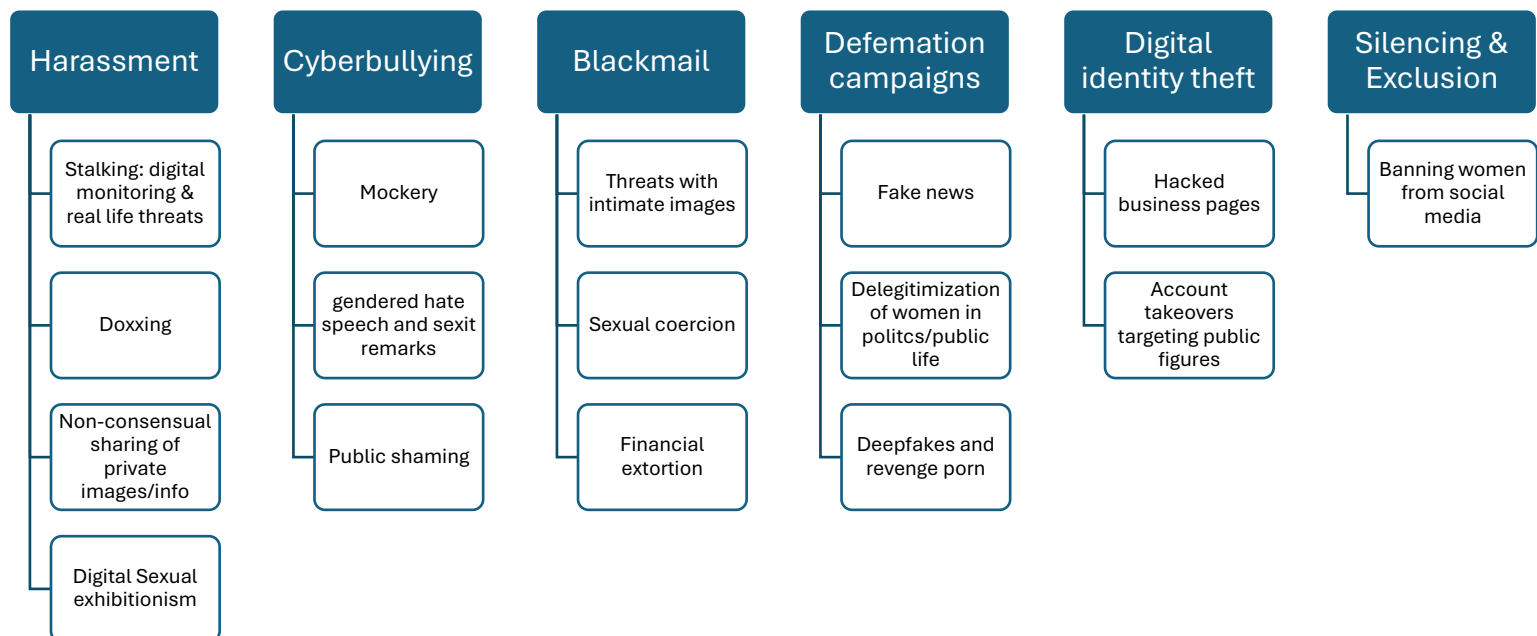 Harassment
Stalking: digital
monitoring &
real life threats
Doxxing
Non-consensual
sharing of
private
images/info
Digital Sexual
exhibitionism
Cyberbullying
Mockery
gendered hate
speech and sexit
remarks
Public shaming
Blackmail
Threats with
intimate images
Sexual coercion
Financial
extortion
Defemation
campaigns
Fake news
Delegitimization
of women in
politcs/public
life
Deepfakes and
revenge porn
Digital
identity theft
Hacked
business pages
Account
takeovers
targeting public
figures
Silencing &
Exclusion
Banning women
from social
media